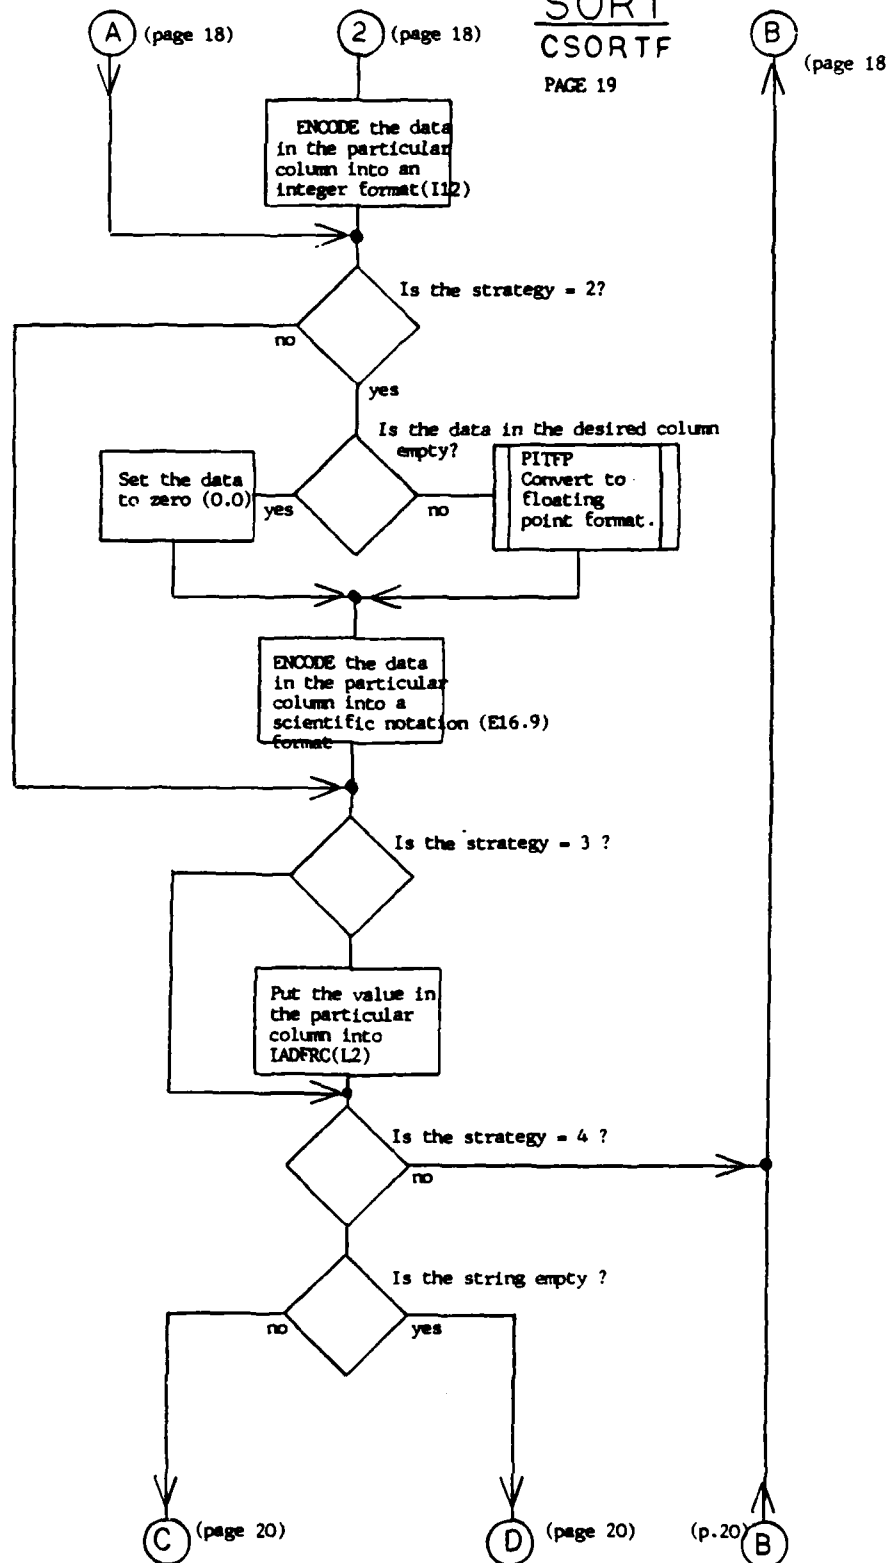 SORT
CSORTF
PAGE 19
A (page 18)
2 (page 18)
B
(page 18
ENCODE the data
in the particular
column into an
integer format(I12)
Is the strategy = 2?
no
yes
Is the data in the desired column
empty?
Set the data
to zero (0.0)
yes
no
PITFP
Convert to
floating
point format.
ENCODE the data
in the particular
column into a
scientific notation (E16.9)
format
Is the strategy = 3 ?
Put the value in
the particular
column into
IADFRC(L2)
Is the strategy = 4 ?
no
Is the string empty ?
no
yes
C (page 20)
D (page 20)
(p.20) B